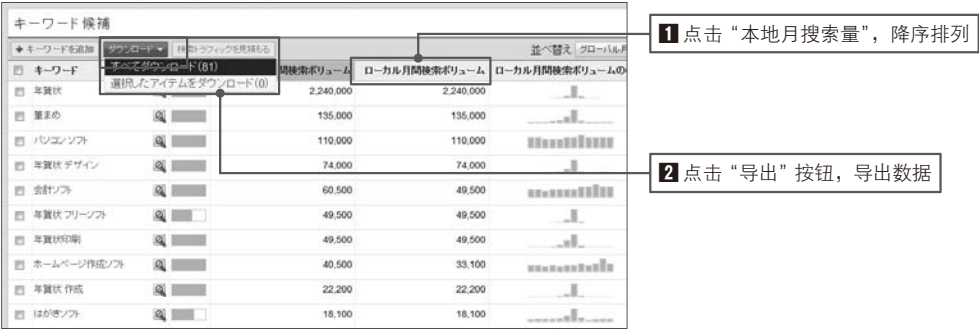 キーワード候補
キーワードを追加 ダウンロード 検索トラフィックを見積もる 並べ替え グローバル月
すべてダウンロード(81)
選択したアイテムをダウンロード(0)
キーワード 間検索ボリューム ローカル月間検索ボリューム ローカル月間検索ボリュームの
年賀状 2,240,000 2,240,000
筆まめ 135,000 135,000
パソコンソフト 110,000 110,000
年賀状 デザイン 74,000 74,000
会計ソフト 60,500 49,500
年賀状 フリーソフト 49,500 49,500
年賀状印刷 49,500 49,500
ホームページ作成ソフト 40,500 33,100
年賀状 作成 22,200 22,200
はがきソフト 18,100 18,100
1 点击“本地月搜索量”，降序排列
2 点击“导出”按钮，导出数据